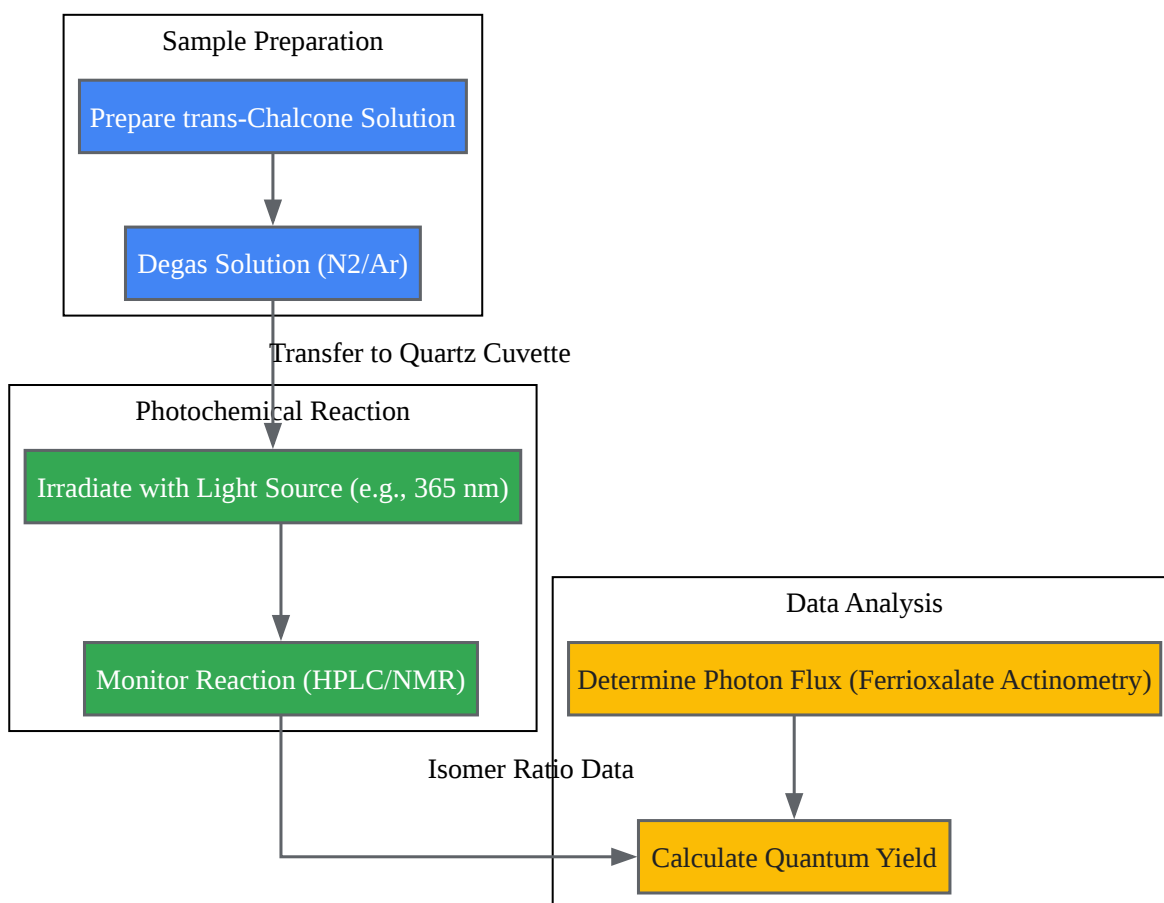 Sample Preparation
Prepare trans-Chalcone Solution
Degas Solution (N2/Ar)
Transfer to Quartz Cuvette
Photochemical Reaction
Irradiate with Light Source (e.g., 365 nm)
Monitor Reaction (HPLC/NMR)
Isomer Ratio Data
Data Analysis
Determine Photon Flux (Ferrioxalate Actinometry)
Calculate Quantum Yield